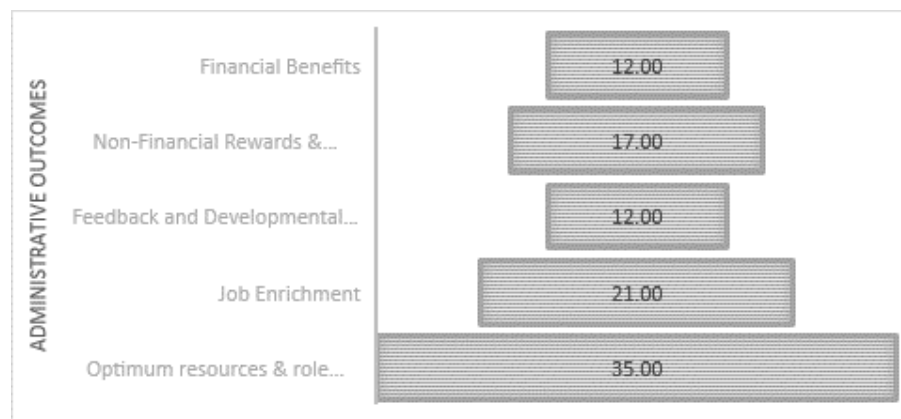 ADMINISTRATIVE OUTCOMES
Financial Benefits
12.00
Non-Financial Rewards &...
17.00
Feedback and Developmental...
12.00
Job Enrichment
21.00
Optimum resources & role...
35.00